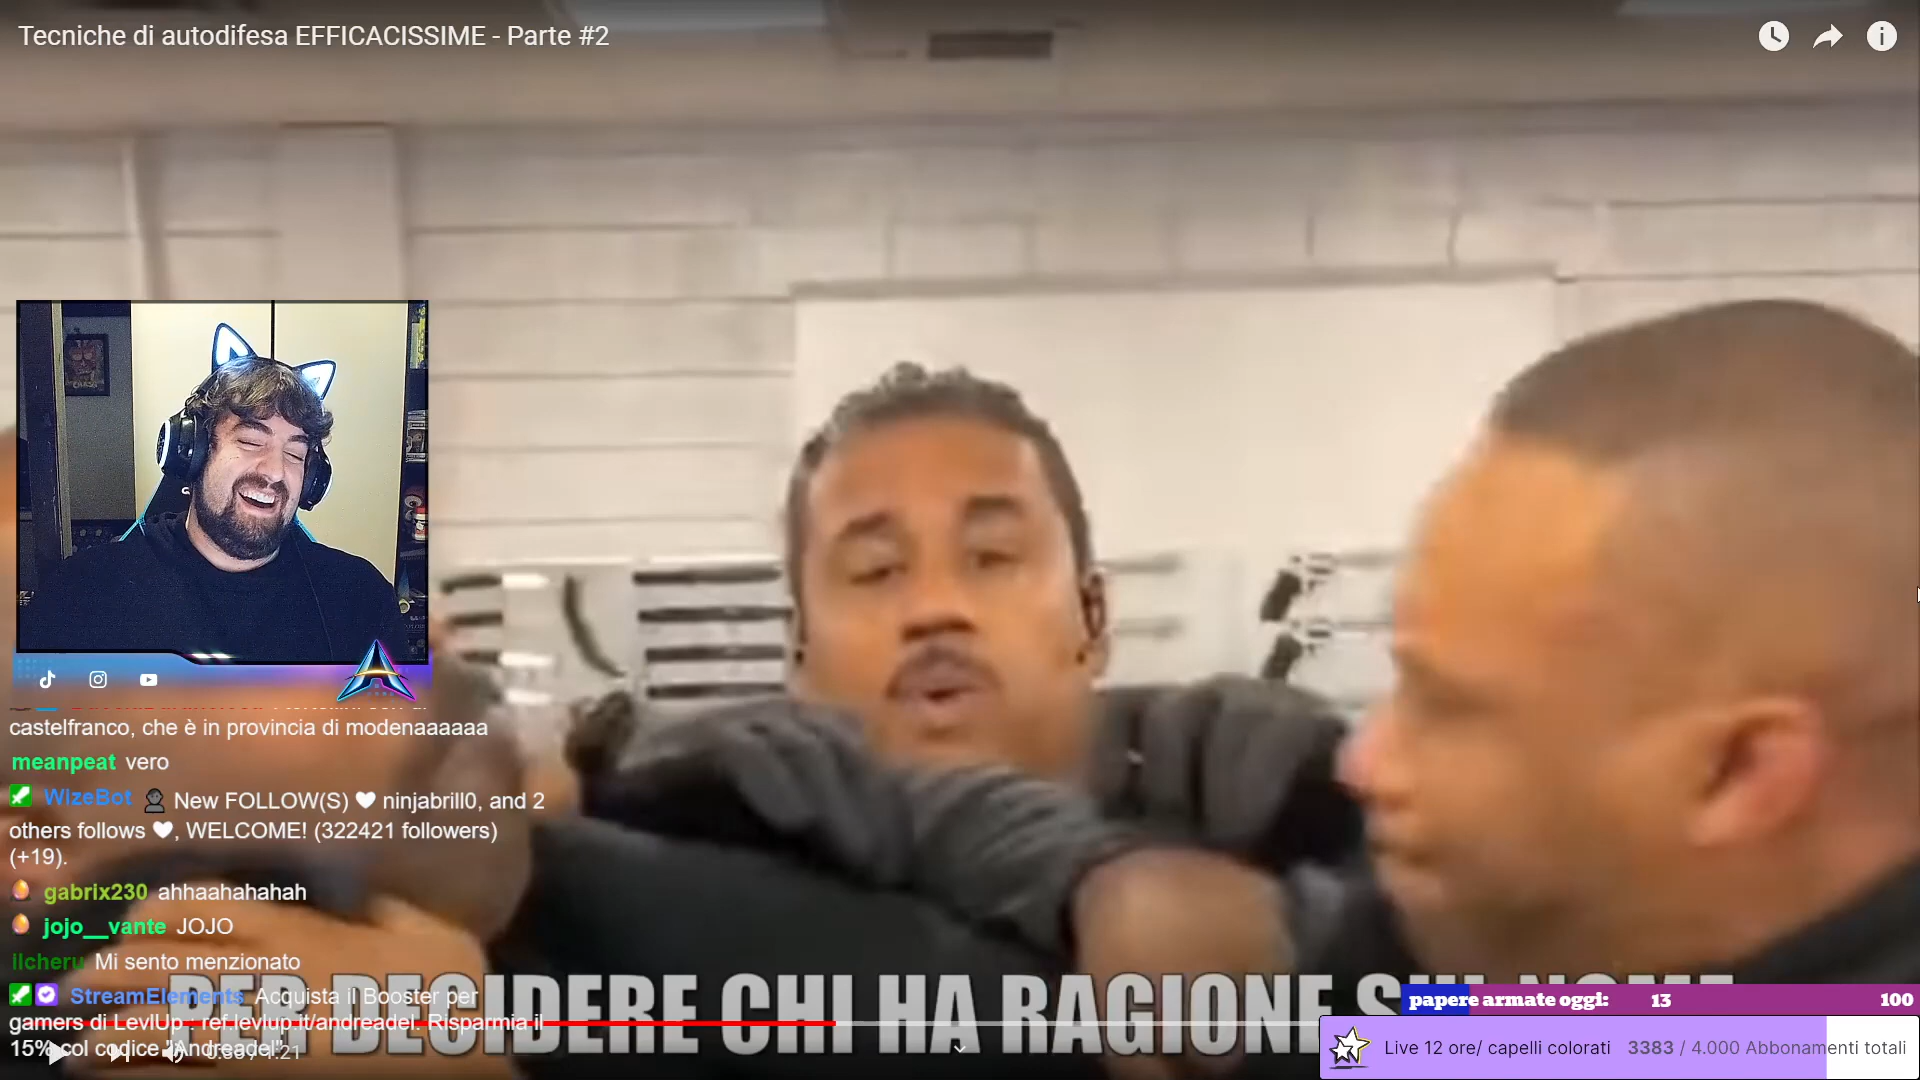 Tecniche di autodifesa EFFICACISSIME - Parte #2
castelfranco, che è in provincia di modenaaaaaa
meanpeat vero
WizeBot New FOLLOW(S) ninjabrill0, and 2
others follows, WELCOME! (322421 followers)
(+19).
gabrix230 ahhaahahahah
jojo__vante JOJO
ilcheru Mi sento menzionato
StreamElements Acquista il Booster per
gamers di LevlUp : ref.levlup.it/andreadel. Risparmia il
15% col codice "Andreadel"
PER DECIDERE CHI HA RAGIONE SUL NOME
papere armate oggi: 13 100
Live 12 ore/ capelli colorati 3383 / 4.000 Abbonamenti totali